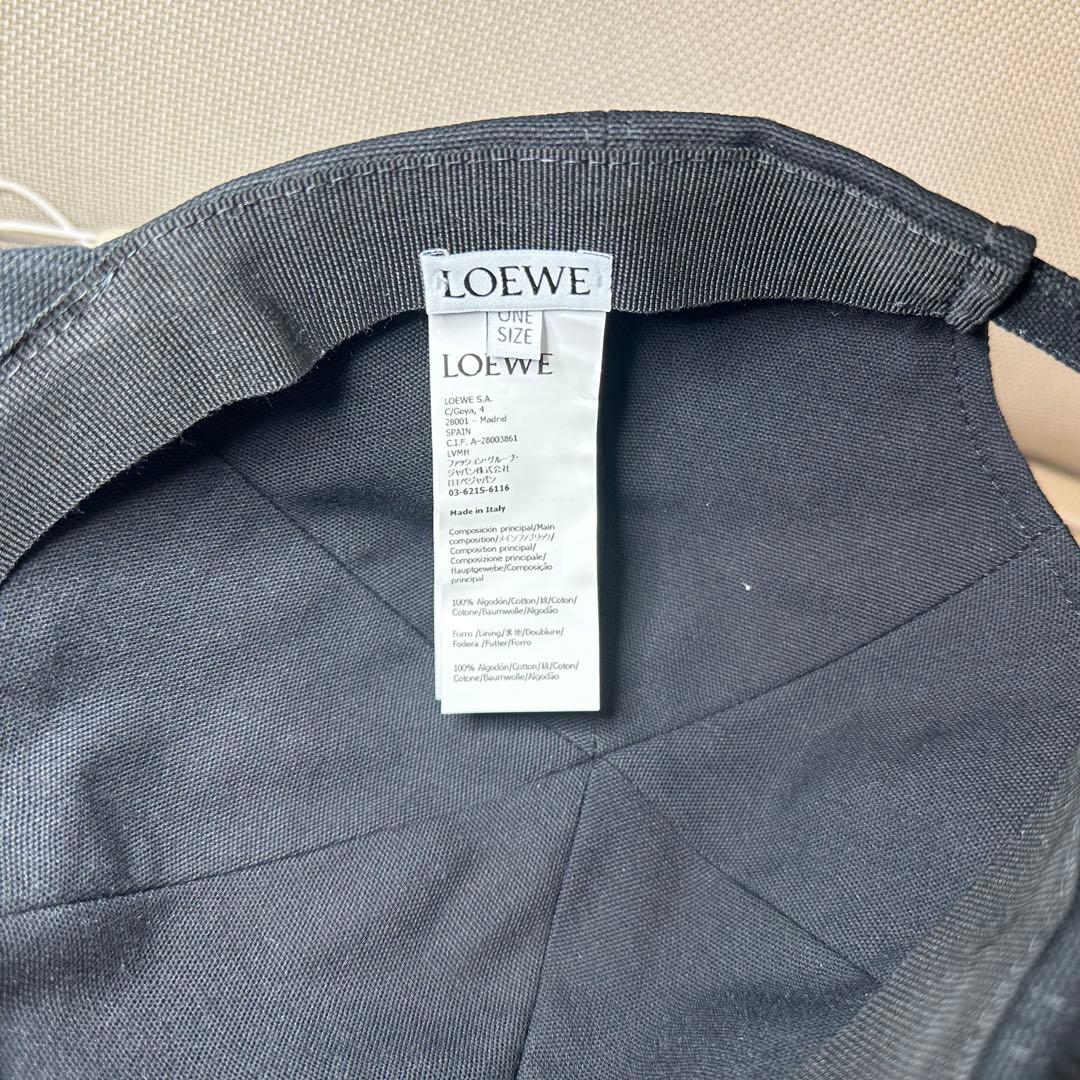 LOEWE
ONE
SIZE
LOEWE
LOEWE S.A.
C/Goya, 4
28001 - Madrid
SPAIN
C.I.F. A-28003861
LVMH
ファッション・グループ・
ジャパン株式会社
ロエベジャパン
03-6215-6116
Made in Italy
Composición principal/Main
composition/メインファブリック/
Composition principal/
Composizione principale/
Hauptgewebe/Composição
principal
100% Algodón/Cotton/綿/Coton/
Cotone/Baumwolle/Algodão
Forro /Lining/裏地/Doublure/
Fodera /Futter/Forro
100% Algodón/Cotton/綿/Coton/
Cotone/Baumwolle/Algodão